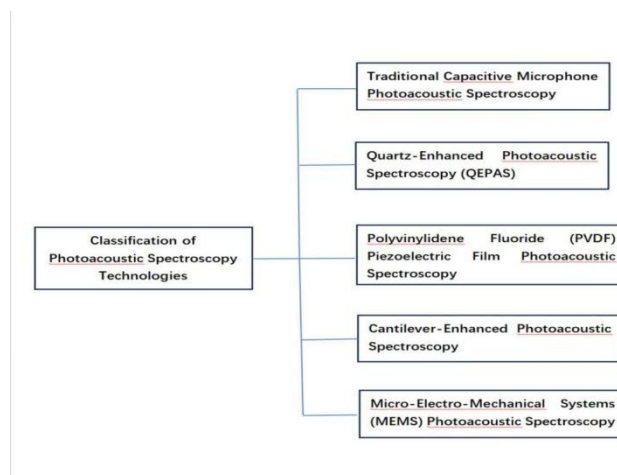 Traditional Capacitive Microphone
Photoacoustic Spectroscopy
Quartz-Enhanced Photoacoustic
Spectroscopy (QEPAS)
Classification of
Photoacoustic Spectroscopy
Technologies
Polyvinylidene Fluoride (PVDF)
Piezoelectric Film Photoacoustic
Spectroscopy
Cantilever-Enhanced Photoacoustic
Spectroscopy
Micro-Electro-Mechanical Systems
(MEMS) Photoacoustic Spectroscopy